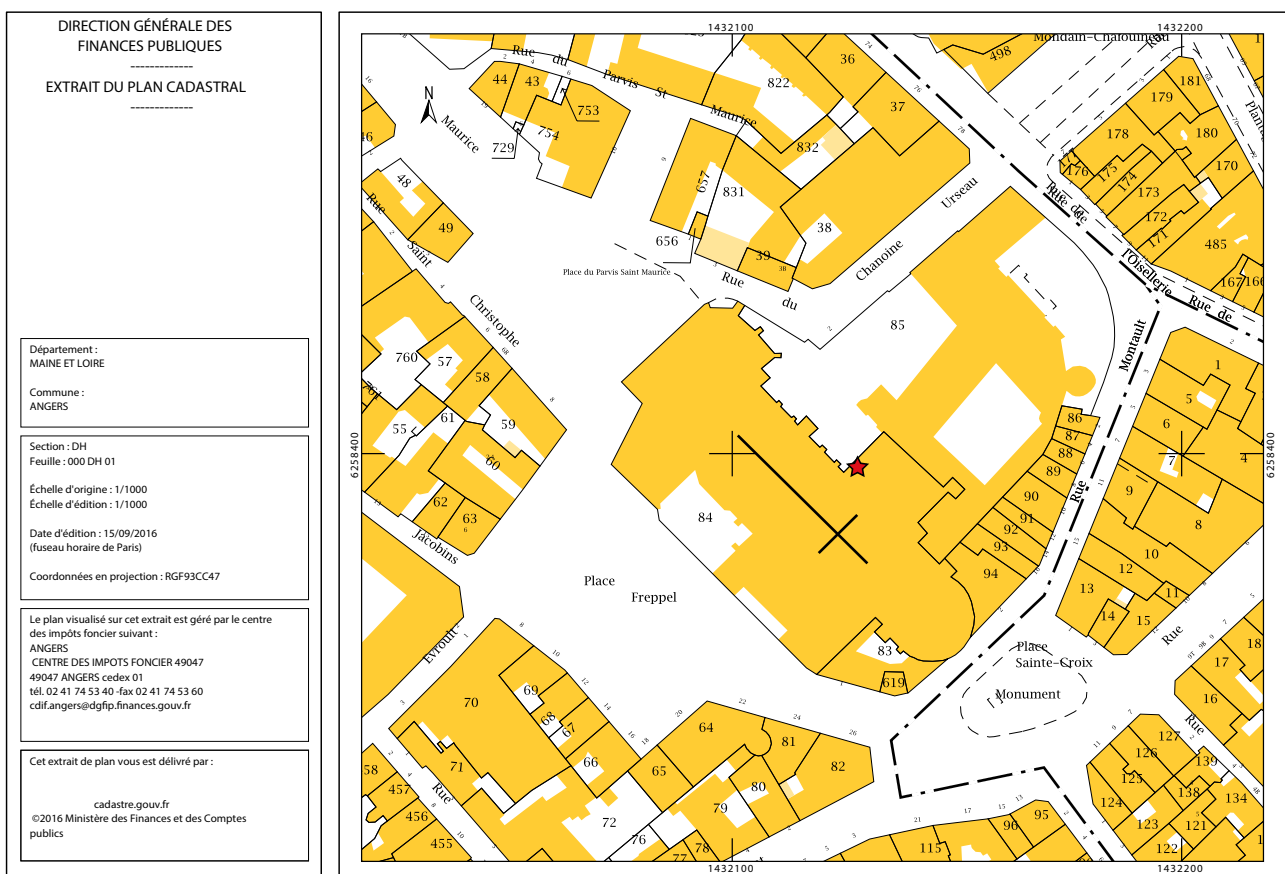 DIRECTION GÉNÉRALE DES
FINANCES PUBLIQUES
-------------
EXTRAIT DU PLAN CADASTRAL
-------------
Département :
MAINE ET LOIRE
Commune :
ANGERS
Section : DH
Feuille : 000 DH 01
Échelle d'origine : 1/1000
Échelle d'édition : 1/1000
Date d'édition : 15/09/2016
(fuseau horaire de Paris)
Coordonnées en projection : RGF93CC47
Le plan visualisé sur cet extrait est géré par le centre
des impôts foncier suivant :
ANGERS
CENTRE DES IMPOTS FONCIER 49047
49047 ANGERS cedex 01
tél. 02 41 74 53 40 -fax 02 41 74 53 60
cdif.angers@dgfip.finances.gouv.fr
Cet extrait de plan vous est délivré par :
cadastre.gouv.fr
©2016 Ministère des Finances et des Comptes
publics
1432100
1432200
6258400
6258400
1432100
1432200
N
Rue du Parvis St Maurice
Maurice
Mondain-Chalouineau
Rue
44
43
753
754
729
822
36
37
832
498
181
179
178
180
170
177
176
175
174
173
172
171
485
167
166
46
48
49
657
831
656
39
38
38
Rue Saint Christophe
Place du Parvis Saint Maurice
Rue du Chanoine Urseau
Rue de l'Oisellerie
Rue de
Rue de
Rue Montault
85
760
57
58
761
55
61
59
60
62
63
Jacobins
84
86
87
88
89
90
91
92
93
94
1
5
6
7
4
9
8
10
12
11
13
14
15
Rue
Place
Freppel
Place
Sainte-Croix
Monument
83
619
Evroult
Rue
70
69
68
67
66
71
58
457
456
455
64
65
72
76
77
78
79
80
81
82
115
96
95
18
17
16
Rue
127
126
125
124
123
122
121
138
139
134